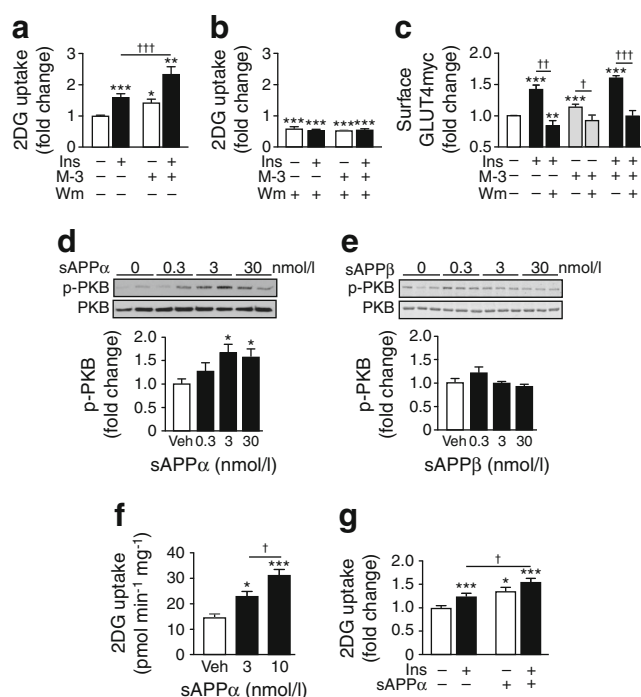 a
2DG uptake
(fold change)
3
2
1
0
†††
***
*
**
Ins − + − +
M-3 − − + +
Wm − − − −
b
2DG uptake
(fold change)
3
2
1
0
*** *** *** ***
Ins − + − +
M-3 − − + +
Wm + + + +
c
Surface
GLUT4myc
(fold change)
2.0
1.5
1.0
0.5
††
†
†††
***
**
***
***
Ins − + + − − + +
M-3 − − − + + + +
Wm − − + − + − +
d
sAPPα 0 0.3 3 30 nmol/l
p-PKB
PKB
p-PKB
(fold change)
2.0
1.5
1.0
0.5
0
* *
Veh 0.3 3 30
sAPPα (nmol/l)
e
sAPPβ 0 0.3 3 30 nmol/l
p-PKB
PKB
p-PKB
(fold change)
2.0
1.5
1.0
0.5
0
Veh 0.3 3 30
sAPPβ (nmol/l)
f
2DG uptake
(pmol min⁻¹ mg⁻¹)
40
30
20
10
0
†
*
***
Veh 3 10
sAPPα (nmol/l)
g
2DG uptake
(fold change)
2.0
1.5
1.0
0.5
0
†
***
*
***
Ins − + − +
sAPPα − − + +